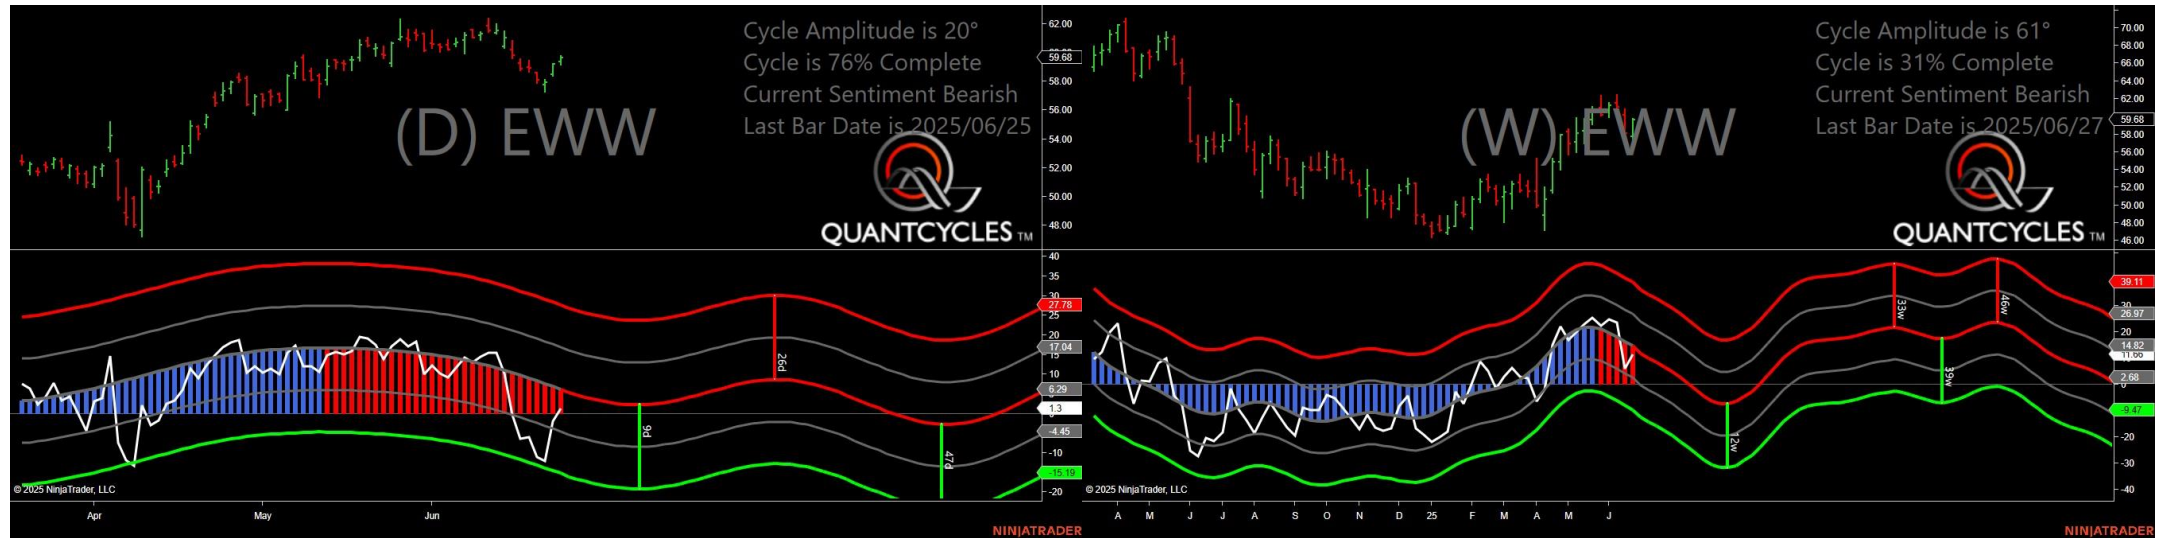 Cycle Amplitude is 20°
Cycle is 76% Complete
Current Sentiment Bearish
Last Bar Date is 2025/06/25
(D) EWW
QUANTCYCLES TM
62.00
59.68
58.00
56.00
54.00
52.00
50.00
48.00
40
35
30
27.78
25
20
17.04
15
10
6.29
1.3
-4.45
-10
-15.19
-20
9d
26d
47d
© 2025 NinjaTrader, LLC
Apr May Jun
NINJATRADER
Cycle Amplitude is 61°
Cycle is 31% Complete
Current Sentiment Bearish
Last Bar Date is 2025/06/27
(W) EWW
QUANTCYCLES TM
70.00
68.00
66.00
64.00
62.00
59.68
58.00
56.00
54.00
52.00
50.00
48.00
46.00
39.11
30
26.97
20
14.82
11.66
2.68
0
-9.47
-20
-30
-40
12w
33w
39w
46w
© 2025 NinjaTrader, LLC
A M J J A S O N D 25 F M A M J
NINJATRADER